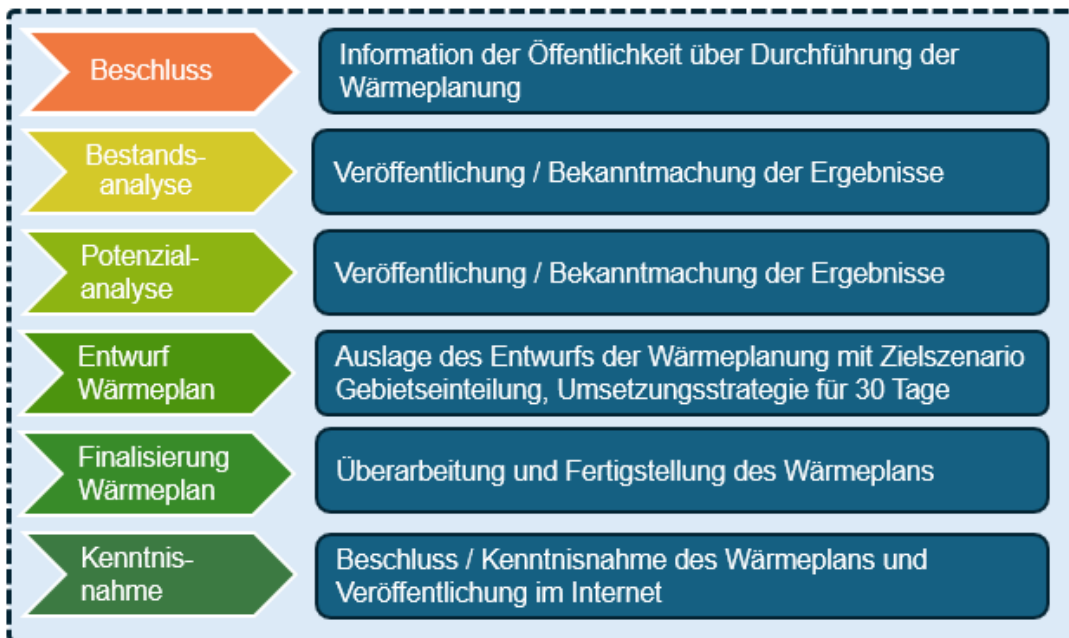 Beschluss
Information der Öffentlichkeit über Durchführung der
Wärmeplanung
Bestands-
analyse
Veröffentlichung / Bekanntmachung der Ergebnisse
Potenzial-
analyse
Veröffentlichung / Bekanntmachung der Ergebnisse
Entwurf
Wärmeplan
Auslage des Entwurfs der Wärmeplanung mit Zielszenario
Gebietseinteilung, Umsetzungsstrategie für 30 Tage
Finalisierung
Wärmeplan
Überarbeitung und Fertigstellung des Wärmeplans
Kenntnis-
nahme
Beschluss / Kenntnisnahme des Wärmeplans und
Veröffentlichung im Internet